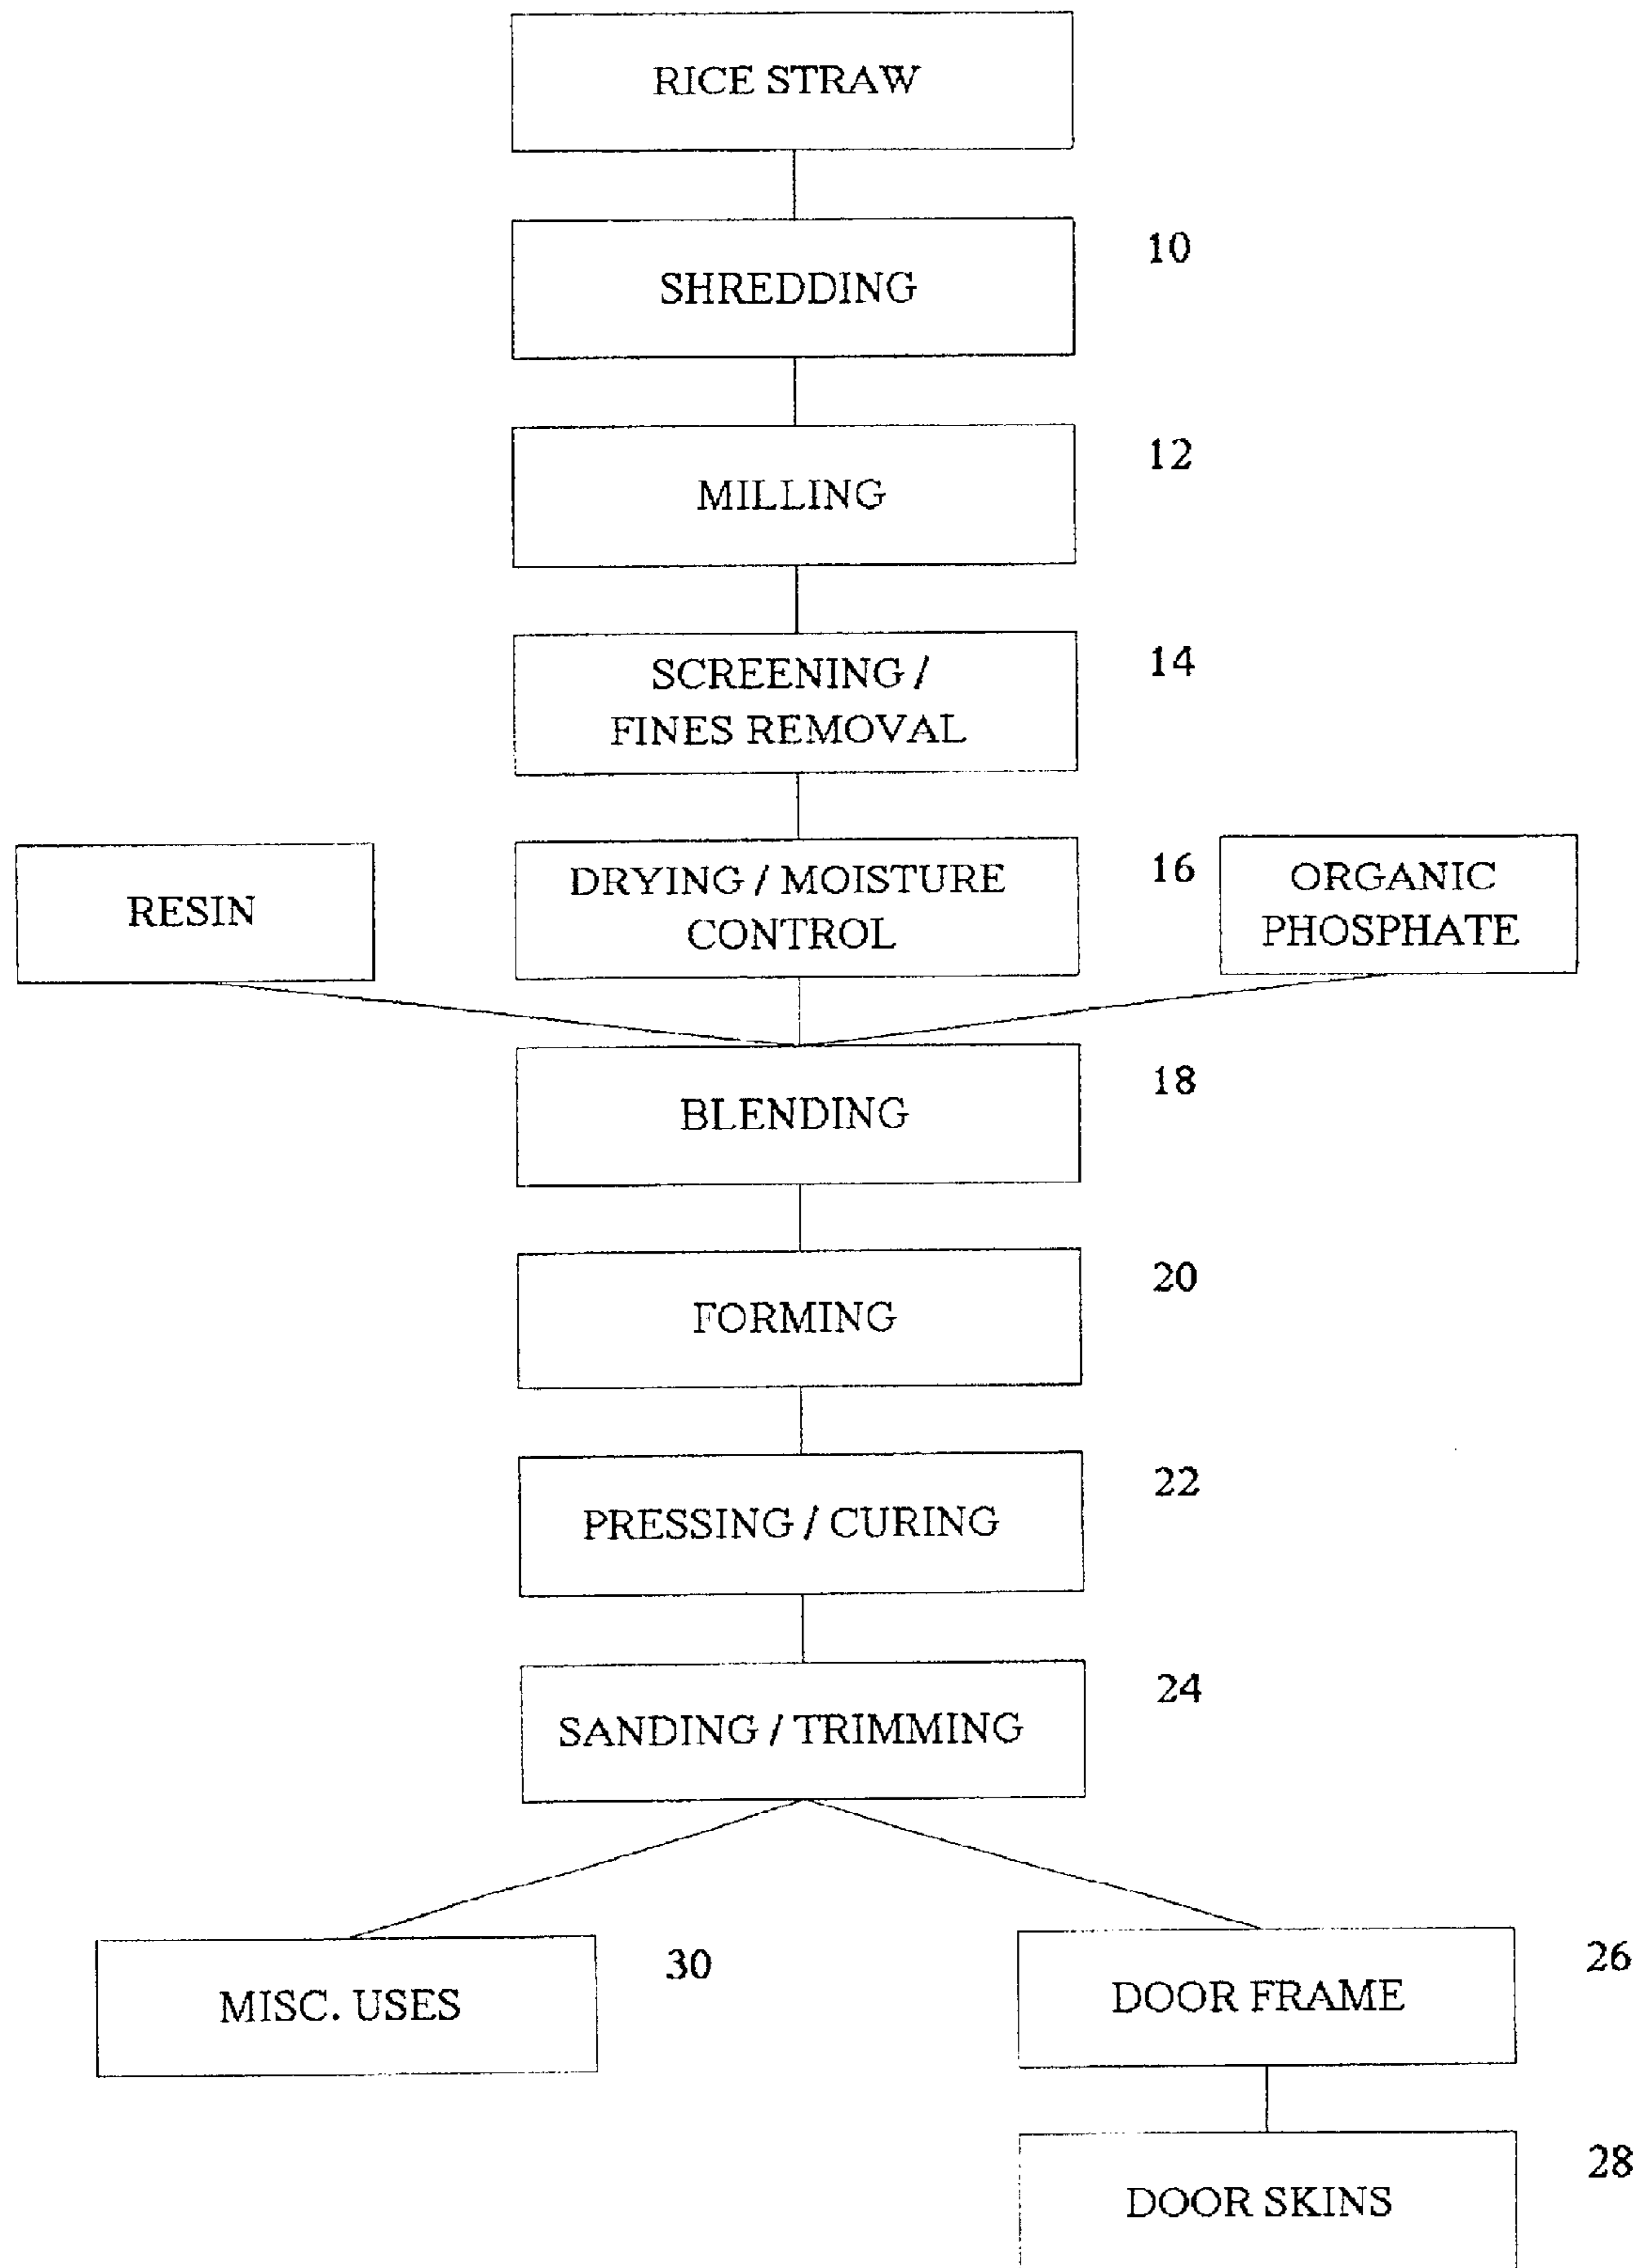 RICE STRAW
SHREDDING
10
MILLING
12
SCREENING /
FINES REMOVAL
14
RESIN
DRYING / MOISTURE
CONTROL
16
ORGANIC
PHOSPHATE
BLENDING
18
FORMING
20
PRESSING / CURING
22
SANDING / TRIMMING
24
MISC. USES
30
DOOR FRAME
26
DOOR SKINS
28